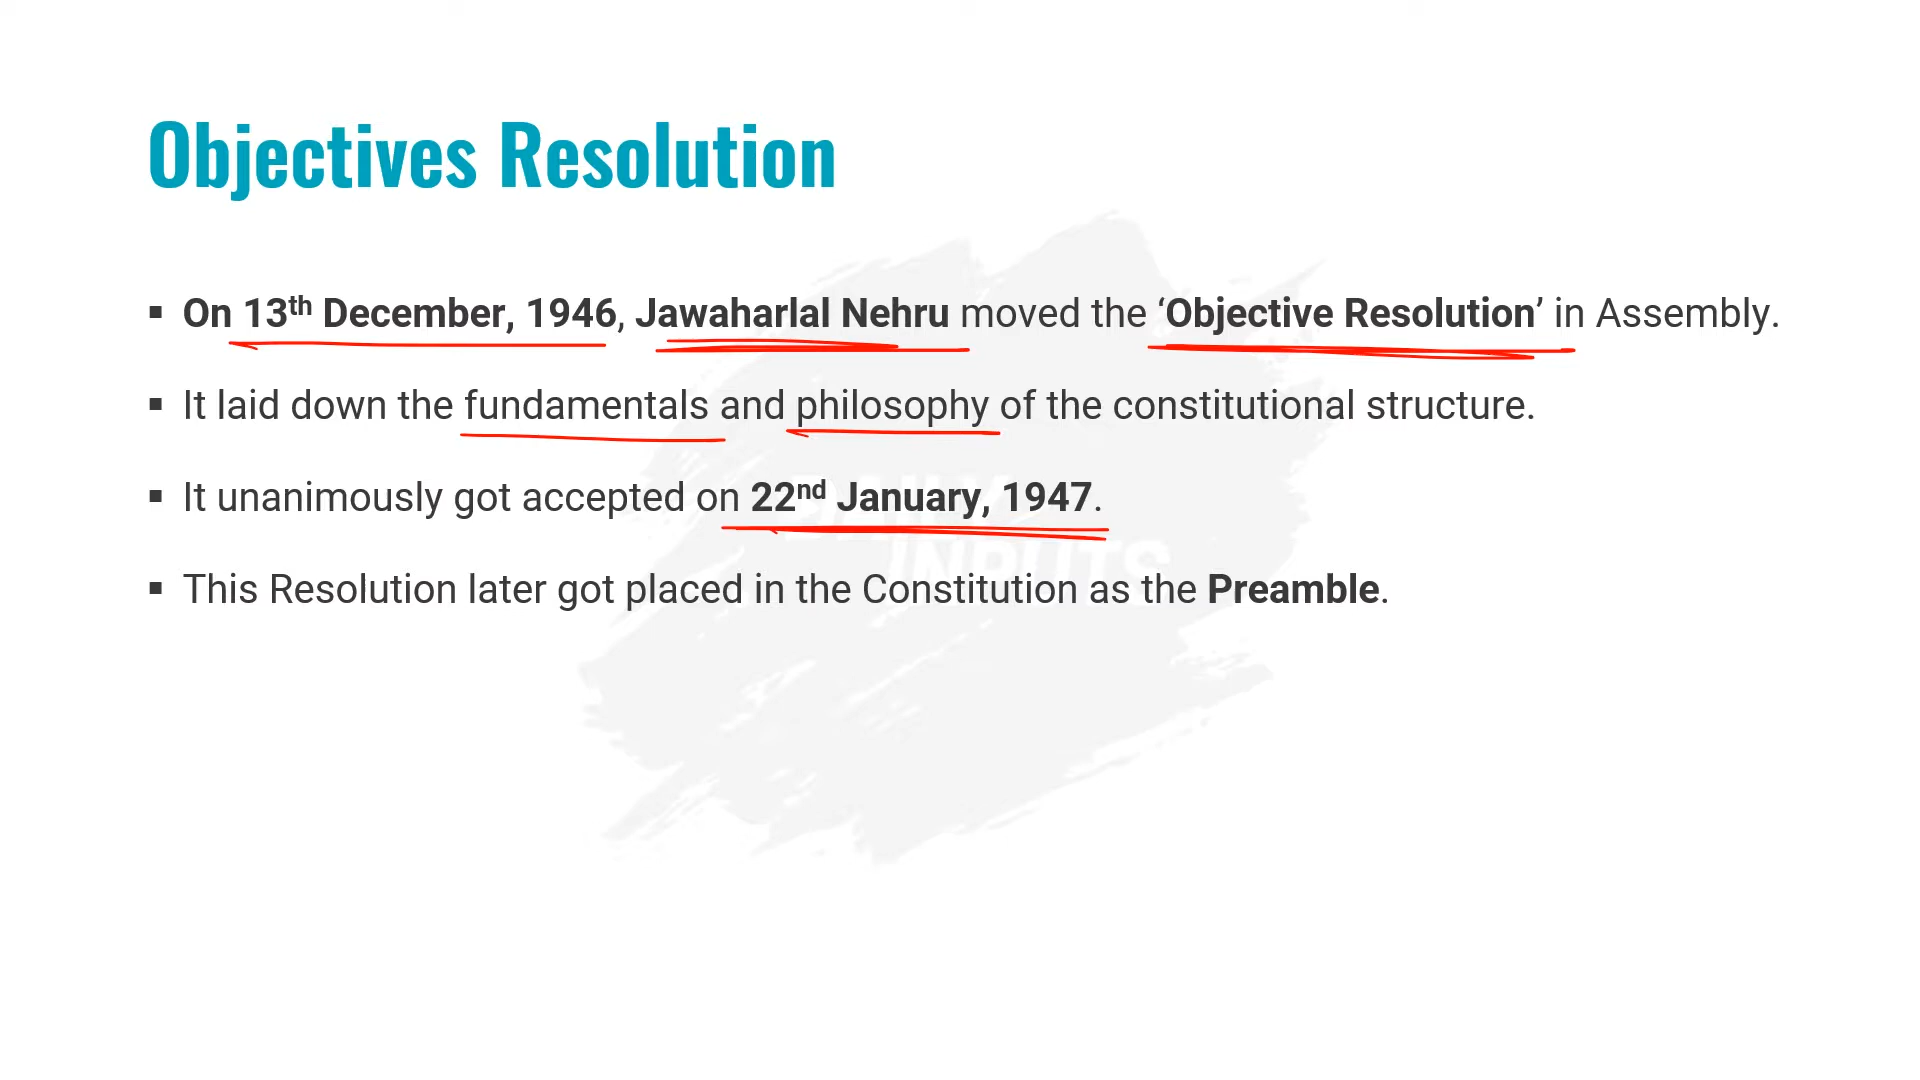 Objectives Resolution
▪ On 13th December, 1946, Jawaharlal Nehru moved the ‘Objective Resolution’ in Assembly.
▪ It laid down the fundamentals and philosophy of the constitutional structure.
▪ It unanimously got accepted on 22nd January, 1947.
▪ This Resolution later got placed in the Constitution as the Preamble.
INPUTS